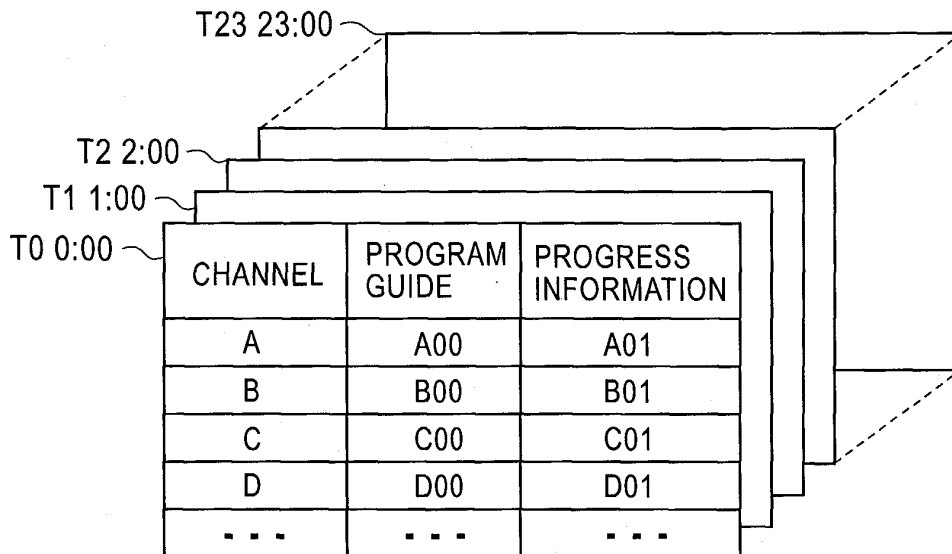 T23 23:00
T2 2:00
T1 1:00
T0 0:00
CHANNEL
PROGRAM
GUIDE
PROGRESS
INFORMATION
A A00 A01
B B00 B01
C C00 C01
D D00 D01
... ... ...